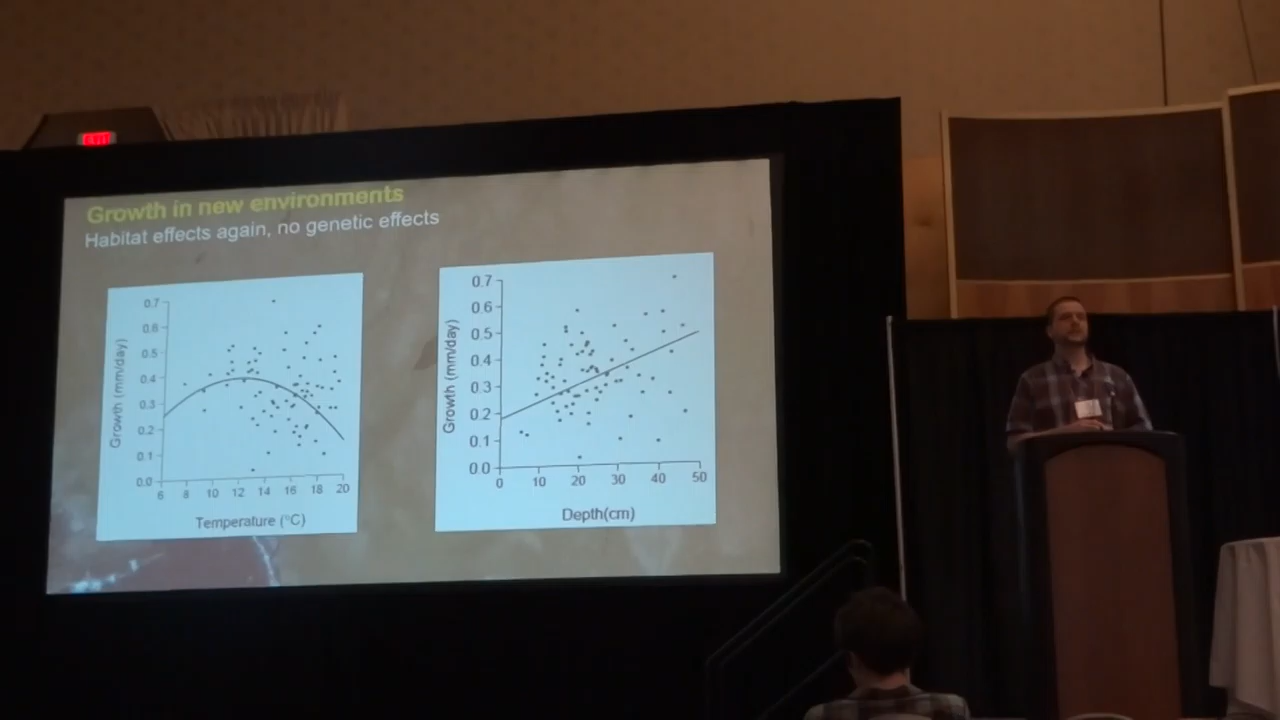 EXIT
Growth in new environments
Habitat effects again, no genetic effects
0.7
0.6
0.5
0.4
0.3
0.2
0.1
0.0
Growth (mm/day)
6 8 10 12 14 16 18 20
Temperature (°C)
0.7
0.6
0.5
0.4
0.3
0.2
0.1
0.0
Growth (mm/day)
0 10 20 30 40 50
Depth(cm)